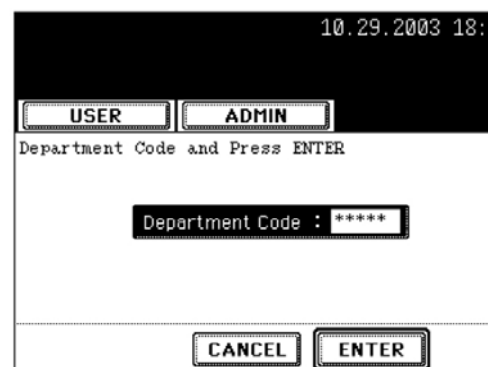 10.29.2003 18:
USER ADMIN
Department Code and Press ENTER
Department Code : *****
CANCEL ENTER